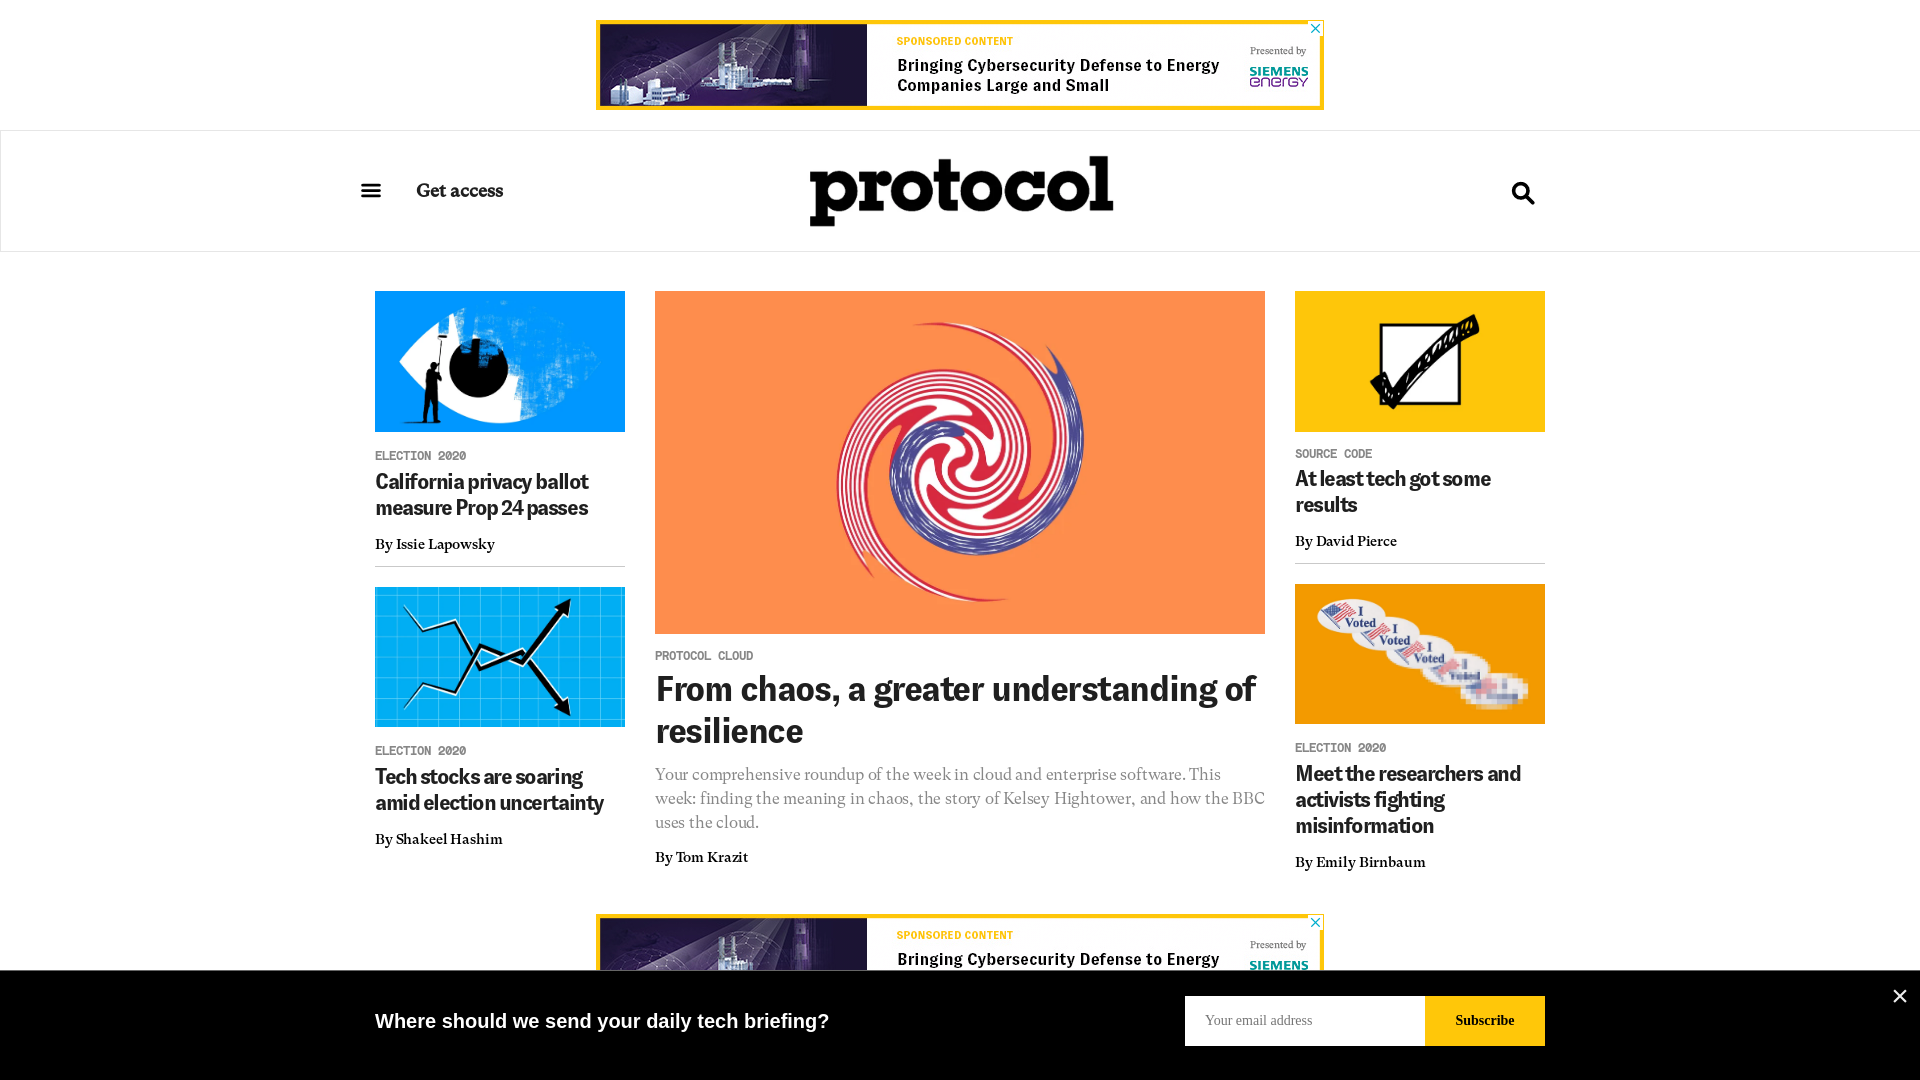 SPONSORED CONTENT
Bringing Cybersecurity Defense to Energy
Companies Large and Small
Presented by
SIEMENS
energy
Get access
protocol
ELECTION 2020
California privacy ballot
measure Prop 24 passes
By Issie Lapowsky
ELECTION 2020
Tech stocks are soaring
amid election uncertainty
By Shakeel Hashim
PROTOCOL CLOUD
From chaos, a greater understanding of
resilience
Your comprehensive roundup of the week in cloud and enterprise software. This
week: finding the meaning in chaos, the story of Kelsey Hightower, and how the BBC
uses the cloud.
By Tom Krazit
SOURCE CODE
At least tech got some
results
By David Pierce
I
Voted
I
Voted
I
Voted
Voted
ELECTION 2020
Meet the researchers and
activists fighting
misinformation
By Emily Birnbaum
SPONSORED CONTENT
Bringing Cybersecurity Defense to Energy
Presented by
SIEMENS
Where should we send your daily tech briefing?
Your email address
Subscribe